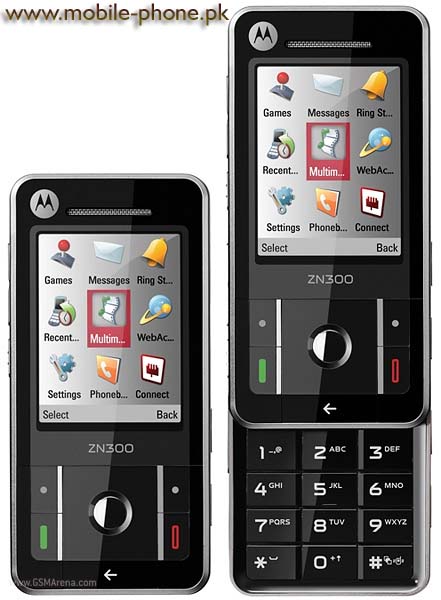 www.mobile-phone.pk
Games Messages Ring St...
Recent... Multim... WebAc...
Settings Phoneb... Connect
Select Back
ZN300
1 -,@ 2 ABC 3 DEF
4 GHI 5 JKL 6 MNO
7 PQRS 8 TUV 9 WXYZ
* 0 + #
Games Messages Ring St...
Recent... Multim... WebAc...
Settings Phoneb... Connect
Select Back
ZN300
www.GSMArena.com